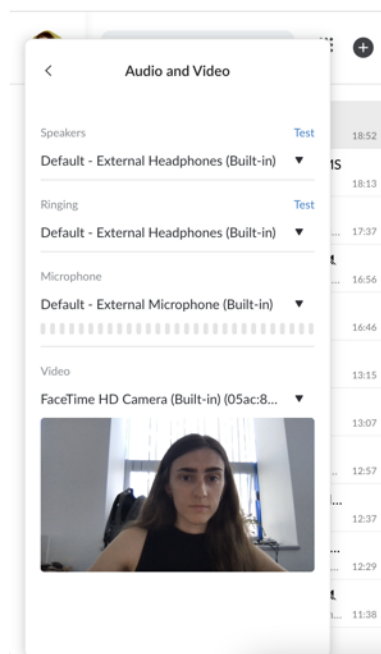 Audio and Video
18:52
Speakers Test
Default - External Headphones (Built-in)
MS
18:13
Ringing Test
Default - External Headphones (Built-in)
... 17:37
Microphone
... 16:56
Default - External Microphone (Built-in)
16:46
Video
13:15
FaceTime HD Camera (Built-in) (05ac:8...
13:07
.. 12:57
...
12:37
...
... 12:29
... 11:38